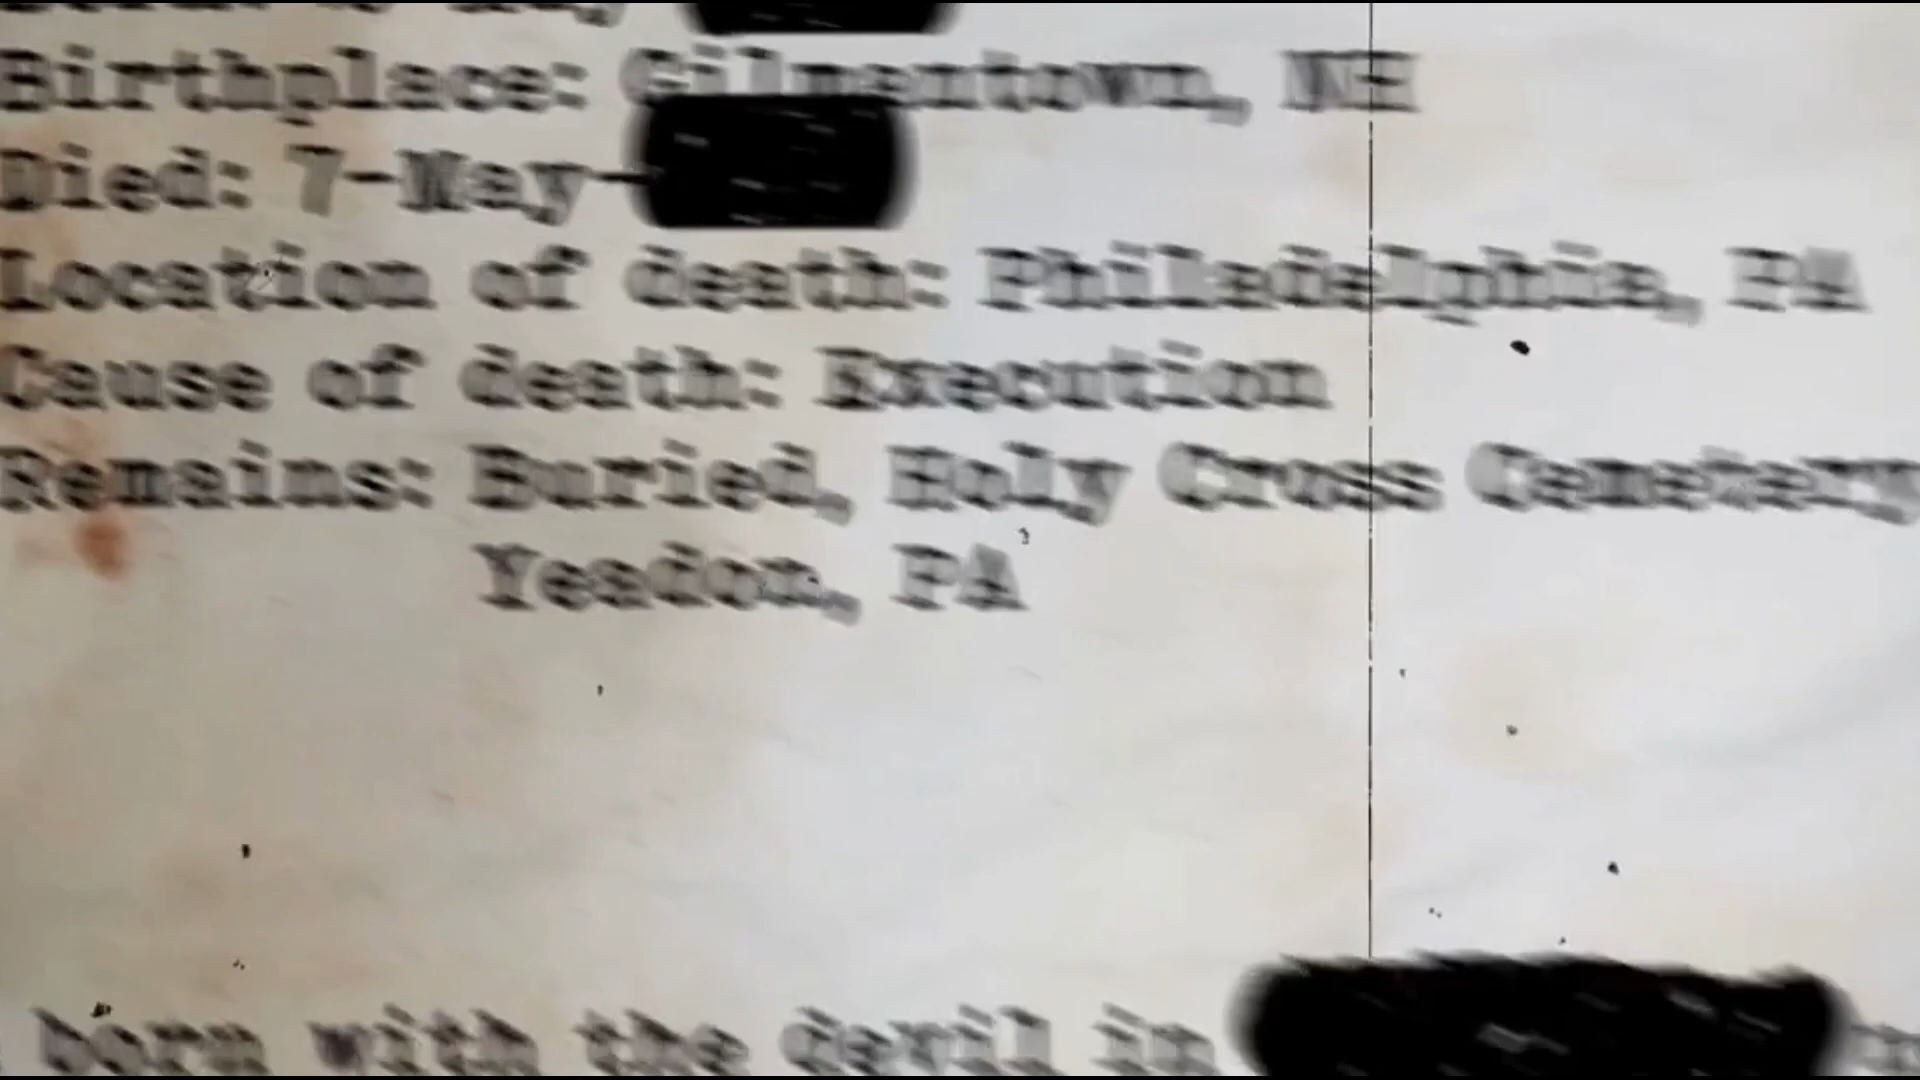 Birthplace: Gilmantown, NH
Died: 7-May-
Location of death: Philadelphia, PA
Cause of death: Execution
Remains: Buried, Holy Cross Cemetery
Yeadon, PA
born with the devil in